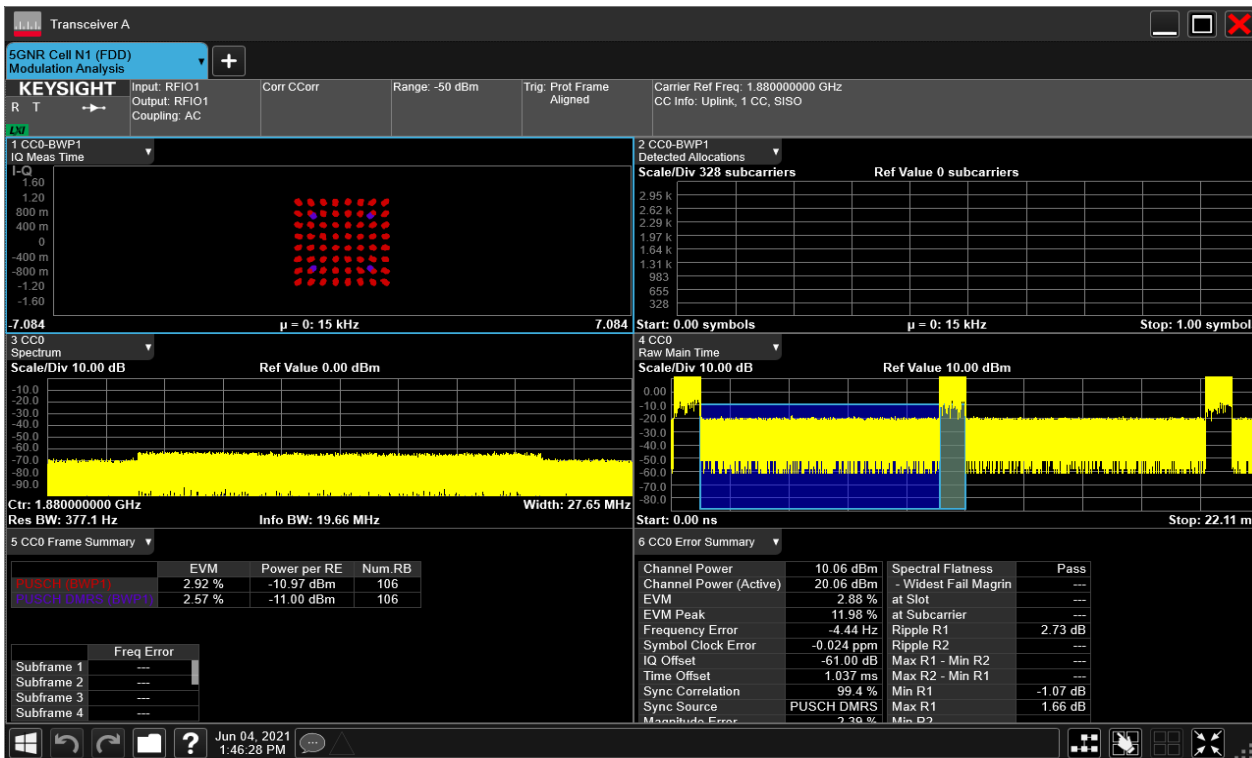 Transceiver A
5GNR Cell N1 (FDD)
Modulation Analysis
+
KEYSIGHT
R T
LXI
Input: RFIO1
Output: RFIO1
Coupling: AC
Corr CCorr
Range: -50 dBm
Trig: Prot Frame
Aligned
Carrier Ref Freq: 1.880000000 GHz
CC Info: Uplink, 1 CC, SISO
1 CC0-BWP1
IQ Meas Time
I-Q
1.60
1.20
800 m
400 m
0
-400 m
-800 m
-1.20
-1.60
-7.084 μ = 0: 15 kHz 7.084
2 CC0-BWP1
Detected Allocations
Scale/Div 328 subcarriers Ref Value 0 subcarriers
2.95 k
2.62 k
2.29 k
1.97 k
1.64 k
1.31 k
983
655
328
Start: 0.00 symbols μ = 0: 15 kHz Stop: 1.00 symbol
3 CC0
Spectrum
Scale/Div 10.00 dB Ref Value 0.00 dBm
-10.0
-20.0
-30.0
-40.0
-50.0
-60.0
-70.0
-80.0
-90.0
Ctr: 1.880000000 GHz Width: 27.65 MHz
Res BW: 377.1 Hz Info BW: 19.66 MHz
4 CC0
Raw Main Time
Scale/Div 10.00 dB Ref Value 10.00 dBm
0.00
-10.0
-20.0
-30.0
-40.0
-50.0
-60.0
-70.0
-80.0
Start: 0.00 ns Stop: 22.11 m
5 CC0 Frame Summary
EVM Power per RE Num.RB
PUSCH (BWP1) 2.92 % -10.97 dBm 106
PUSCH DMRS (BWP1) 2.57 % -11.00 dBm 106
Freq Error
Subframe 1 ---
Subframe 2 ---
Subframe 3 ---
Subframe 4 ---
6 CC0 Error Summary
Channel Power 10.06 dBm Spectral Flatness Pass
Channel Power (Active) 20.06 dBm - Widest Fail Magrin ---
EVM 2.88 % at Slot ---
EVM Peak 11.98 % at Subcarrier ---
Frequency Error -4.44 Hz Ripple R1 2.73 dB
Symbol Clock Error -0.024 ppm Ripple R2 ---
IQ Offset -61.00 dB Max R1 - Min R2 ---
Time Offset 1.037 ms Max R2 - Min R1 ---
Sync Correlation 99.4 % Min R1 -1.07 dB
Sync Source PUSCH DMRS Max R1 1.66 dB
Magnitude Error 2.39 % Min R2 ---
?
Jun 04, 2021
1:46:28 PM